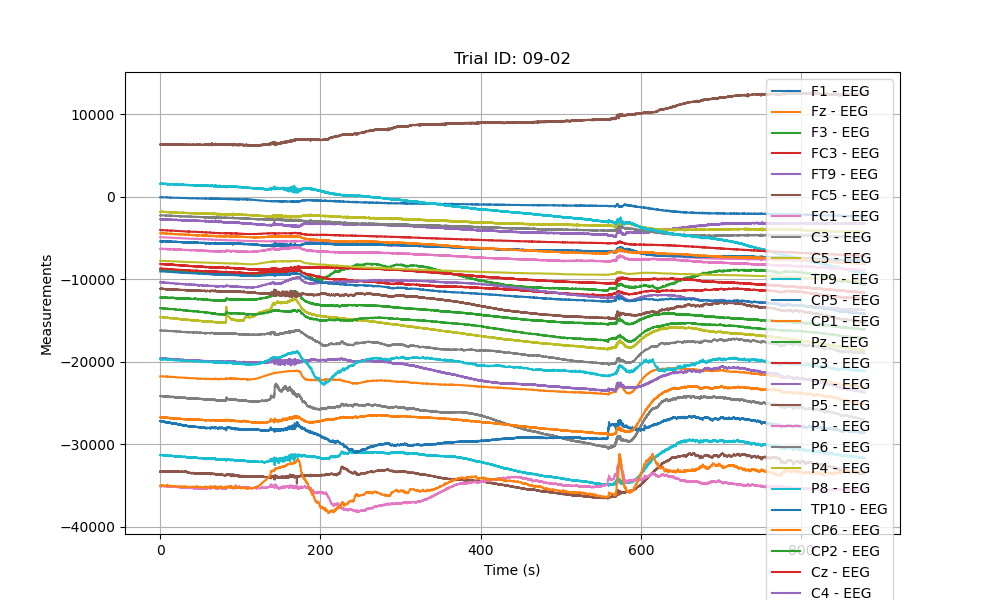 Trial ID: 09-02
Measurements
10000
0
−10000
−20000
−30000
−40000
0
200
400
600
800
Time (s)
F1 - EEG
Fz - EEG
F3 - EEG
FC3 - EEG
FT9 - EEG
FC5 - EEG
FC1 - EEG
C3 - EEG
C5 - EEG
TP9 - EEG
CP5 - EEG
CP1 - EEG
Pz - EEG
P3 - EEG
P7 - EEG
P5 - EEG
P1 - EEG
P6 - EEG
P4 - EEG
P8 - EEG
TP10 - EEG
CP6 - EEG
CP2 - EEG
Cz - EEG
C4 - EEG